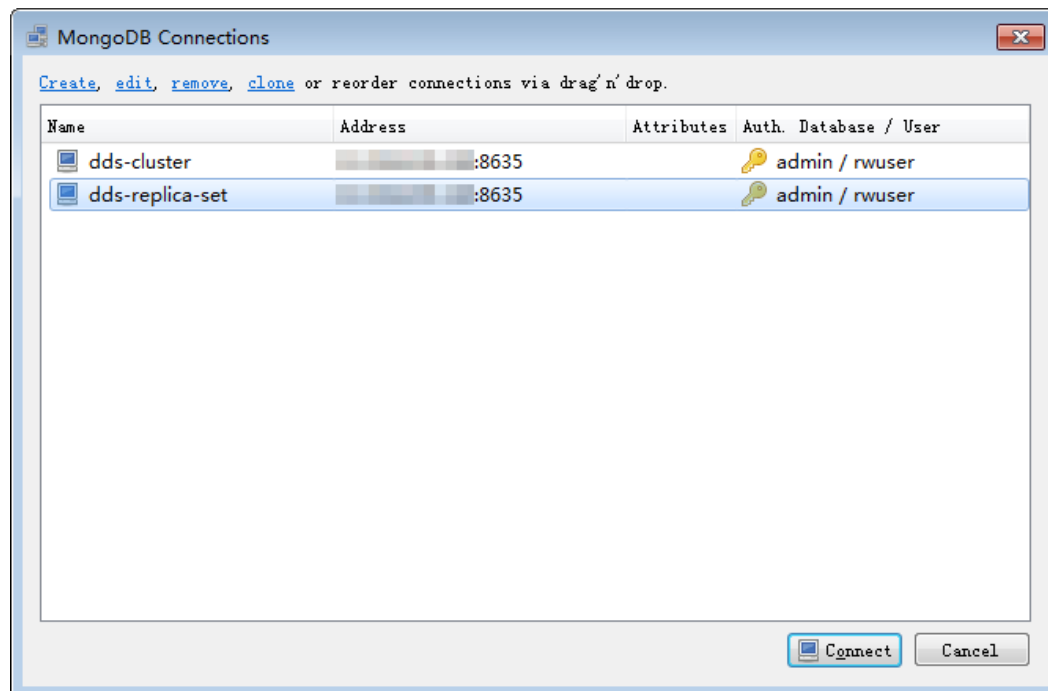 MongoDB Connections
Create, edit, remove, clone or reorder connections via drag'n'drop.
Name Address Attributes Auth. Database / User
dds-cluster :8635 admin / rwuser
dds-replica-set :8635 admin / rwuser
Connect Cancel